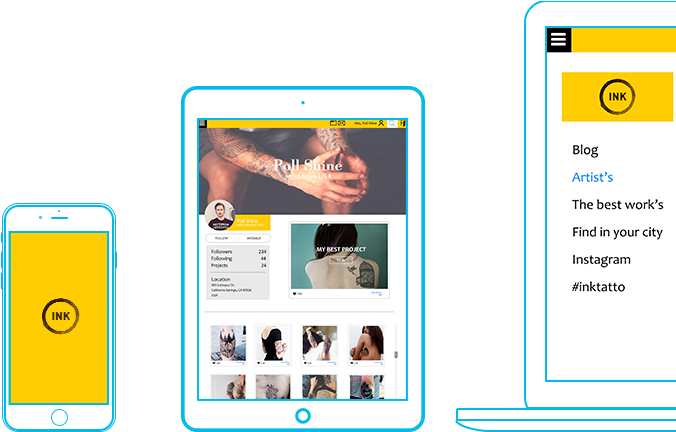 INK
Hey, Poll Shine
Poll Shine
artist from USA
Poll Shine
FOLLOW
MESSAGE
Followers 234
Following 44
Projects 24
Location
USA
MY BEST PROJECT
INK
Blog
Artist's
The best work's
Find in your city
Instagram
#inktatto